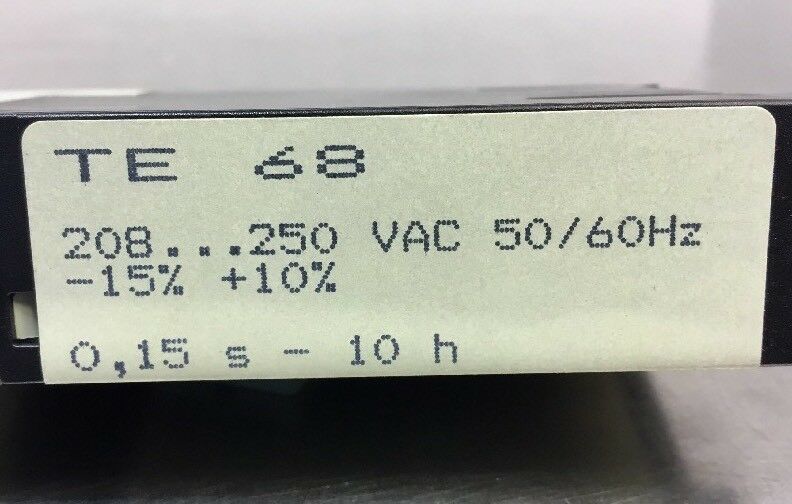 TE 68
208...250 VAC 50/60Hz
-15% +10%
0,15 s - 10 h